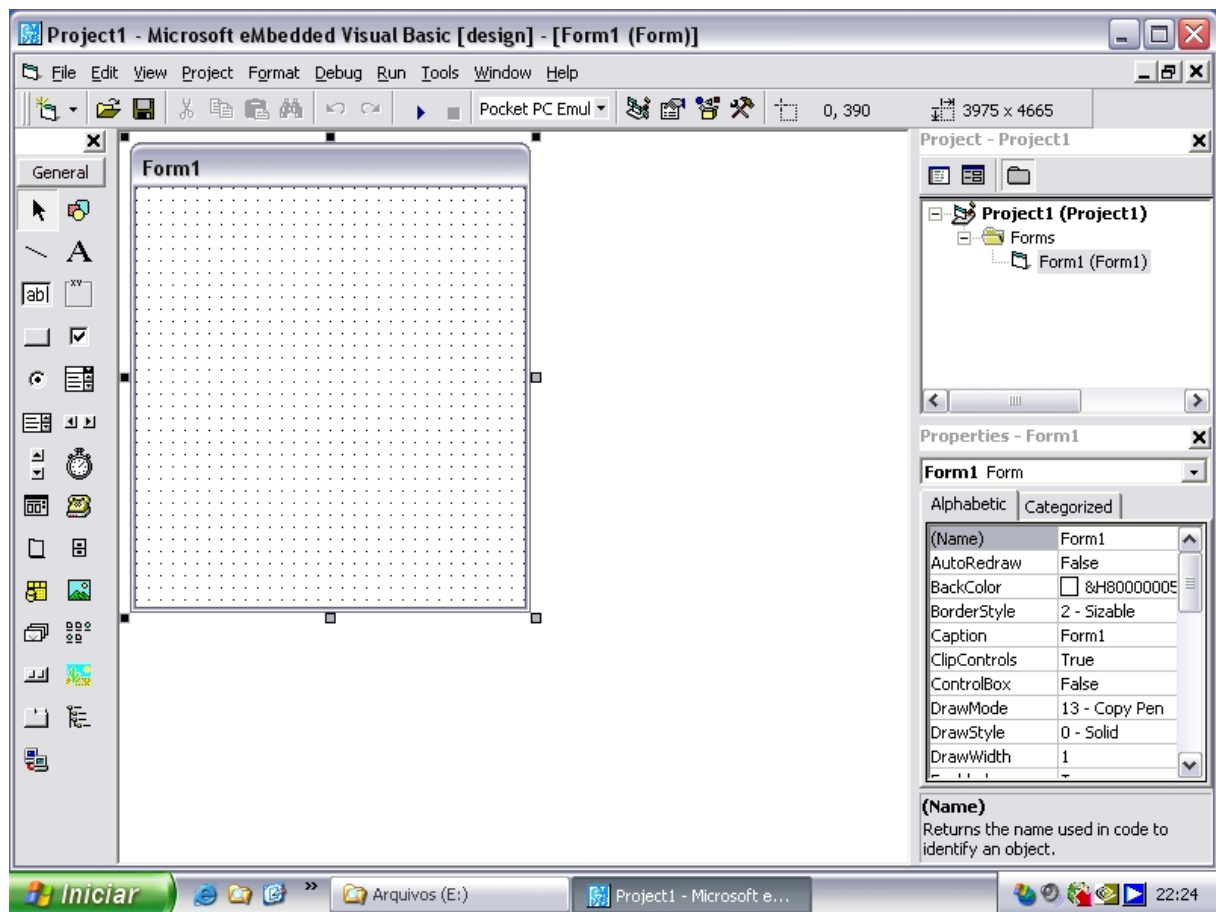 Project1 - Microsoft eMbedded Visual Basic [design] - [Form1 (Form)]
File Edit View Project Format Debug Run Tools Window Help
Pocket PC Emul 0, 390 3975 x 4665
General
A
ab|
xy
Form1
Project - Project1
Project1 (Project1)
Forms
Form1 (Form1)
Properties - Form1
Form1 Form
Alphabetic Categorized
(Name) Form1
AutoRedraw False
BackColor &H80000005
BorderStyle 2 - Sizable
Caption Form1
ClipControls True
ControlBox False
DrawMode 13 - Copy Pen
DrawStyle 0 - Solid
DrawWidth 1
(Name)
Returns the name used in code to
identify an object.
Iniciar » Arquivos (E:) Project1 - Microsoft e... 22:24